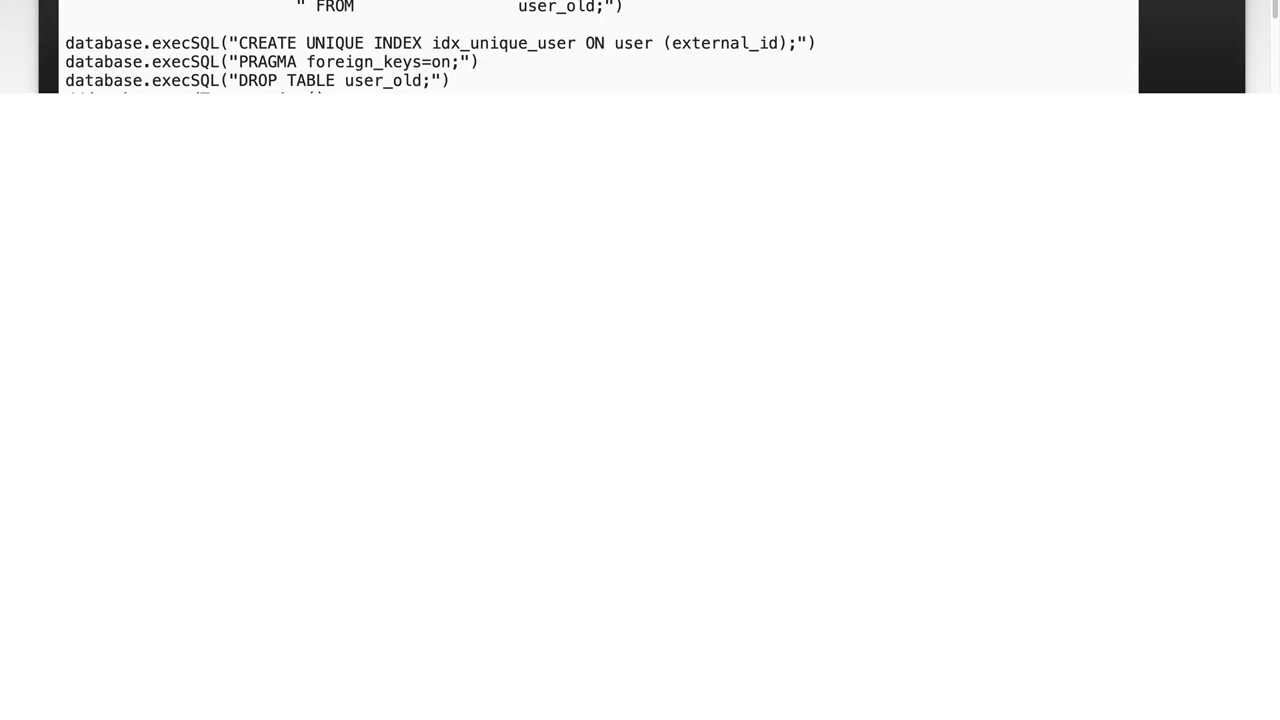 " FROM user_old;")
database.execSQL("CREATE UNIQUE INDEX idx_unique_user ON user (external_id);")
database.execSQL("PRAGMA foreign_keys=on;")
database.execSQL("DROP TABLE user_old;")